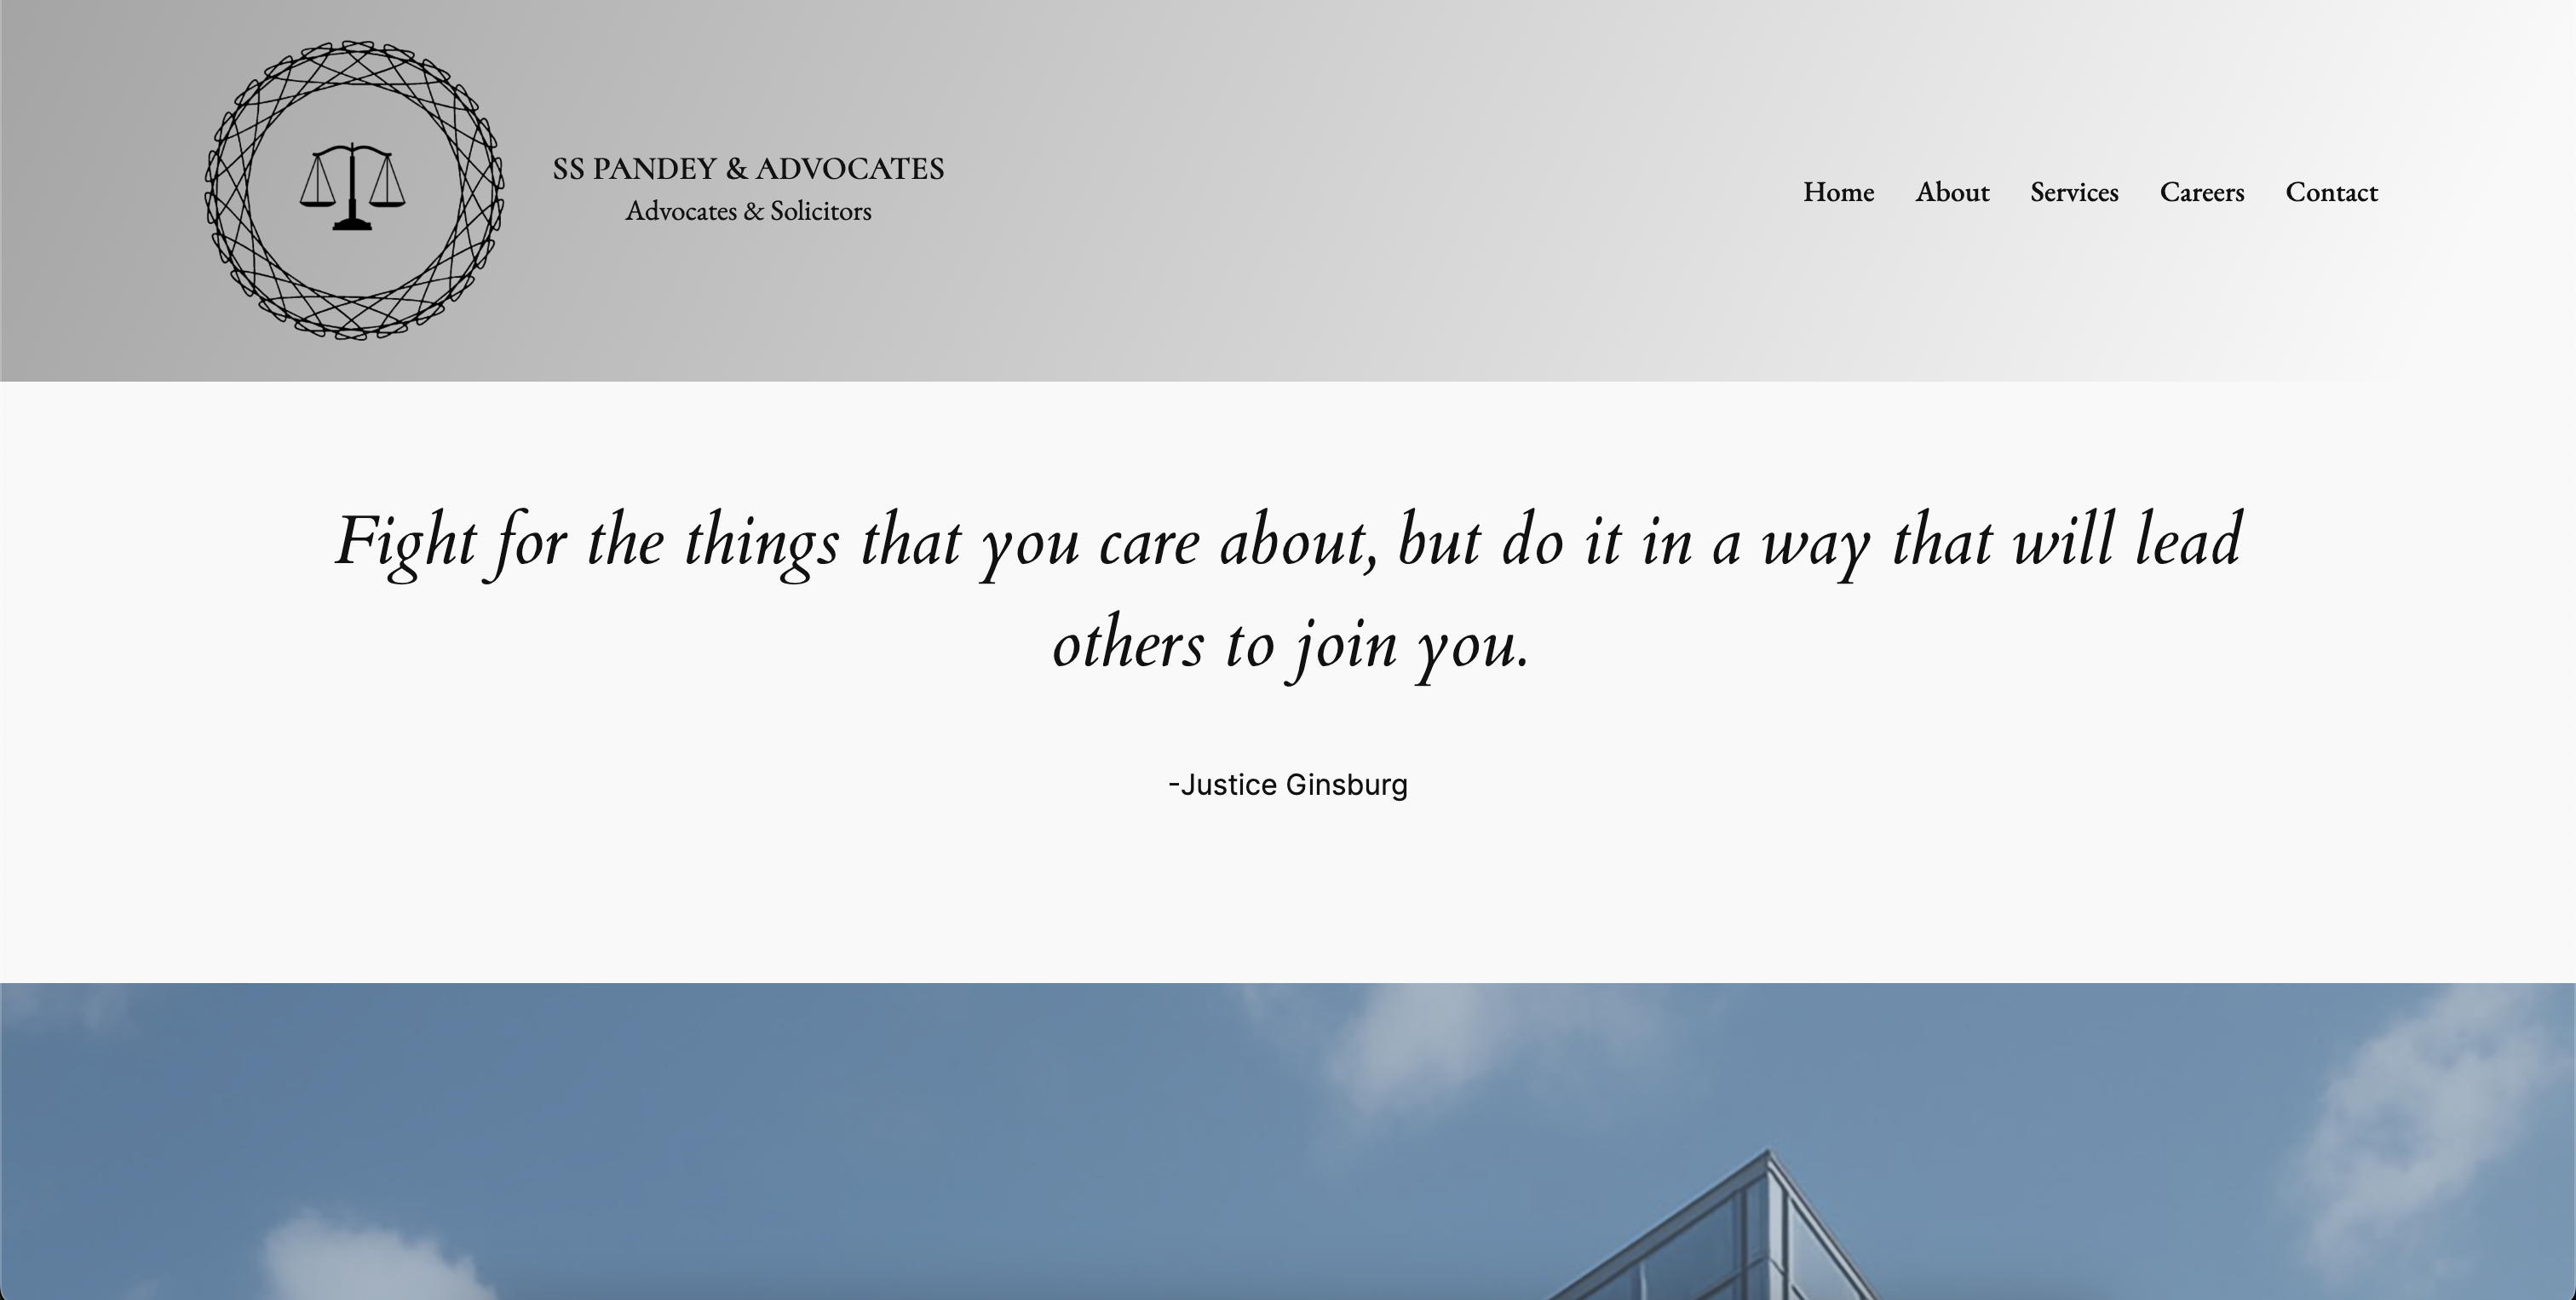 SS PANDEY & ADVOCATES
Advocates & Solicitors
Home About Services Careers Contact
Fight for the things that you care about, but do it in a way that will lead
others to join you.
-Justice Ginsburg